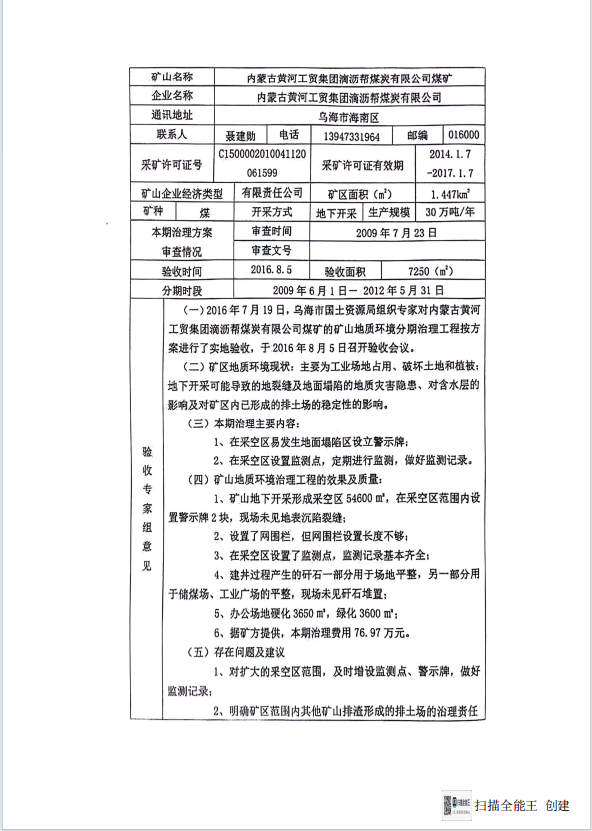 矿山名称 内蒙古黄河工贸集团滴沥帮煤炭有限公司煤矿
企业名称 内蒙古黄河工贸集团滴沥帮煤炭有限公司
通讯地址 乌海市海南区
联系人 聂建勋 电话 13947331964 邮编 016000
采矿许可证号 C1500002010041120
061599 采矿许可证有效期 2014.1.7
-2017.1.7
矿山企业经济类型 有限责任公司 矿区面积（㎡） 1.447k㎡
矿种 煤 开采方式 地下开采 生产规模 30万吨/年
本期治理方案
审查情况 审查时间 2009年7月23日
审查文号
验收时间 2016.8.5 验收面积 7250（㎡）
分期时段 2009年6月1日－ 2012年5月31日
验收专家组意见
（一）2016年7月19日，乌海市国土资源局组织专家对内蒙古黄河
工贸集团滴沥帮煤炭有限公司煤矿的矿山地质环境分期治理工程按方
案进行了实地验收，于2016年8月5日召开验收会议。
（二）矿区地质环境现状：主要为工业场地占用、破坏土地和植被；
地下开采可能导致的地裂缝及地面塌陷的地质灾害隐患、对含水层的
影响及对矿区内已形成的排土场的稳定性的影响。
（三）本期治理主要内容：
1、在采空区易发生地面塌陷区设立警示牌；
2、在采空区设置监测点，定期进行监测，做好监测记录。
（四）矿山地质环境治理工程的效果及质量：
1、矿山地下开采形成采空区54600㎡，在采空区范围内设
置警示牌2块，现场未见地表沉陷裂缝；
2、设置了网围栏，但网围栏设置长度不够；
3、在采空区设置了监测点，监测记录基本齐全；
4、建井过程产生的矸石一部分用于场地平整，另一部分用
于储煤场、工业广场的平整，现场未见矸石堆置；
5、办公场地硬化3650㎡，绿化3600㎡；
6、据矿方提供，本期治理费用76.97万元。
（五）存在问题及建议
1、对扩大的采空区范围，及时增设监测点、警示牌，做好
监测记录；
2、明确矿区范围内其他矿山排渣形成的排土场的治理责任
扫描全能王 创建